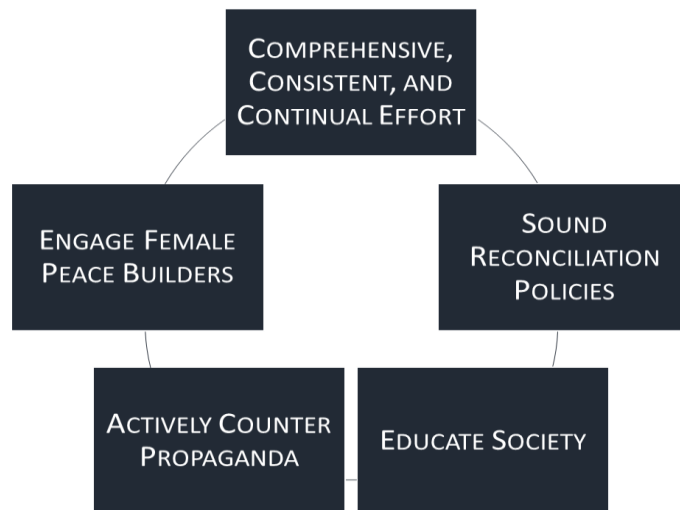 COMPREHENSIVE,
CONSISTENT, AND
CONTINUAL EFFORT
SOUND
RECONCILIATION
POLICIES
EDUCATE SOCIETY
ACTIVELY COUNTER
PROPAGANDA
ENGAGE FEMALE
PEACE BUILDERS